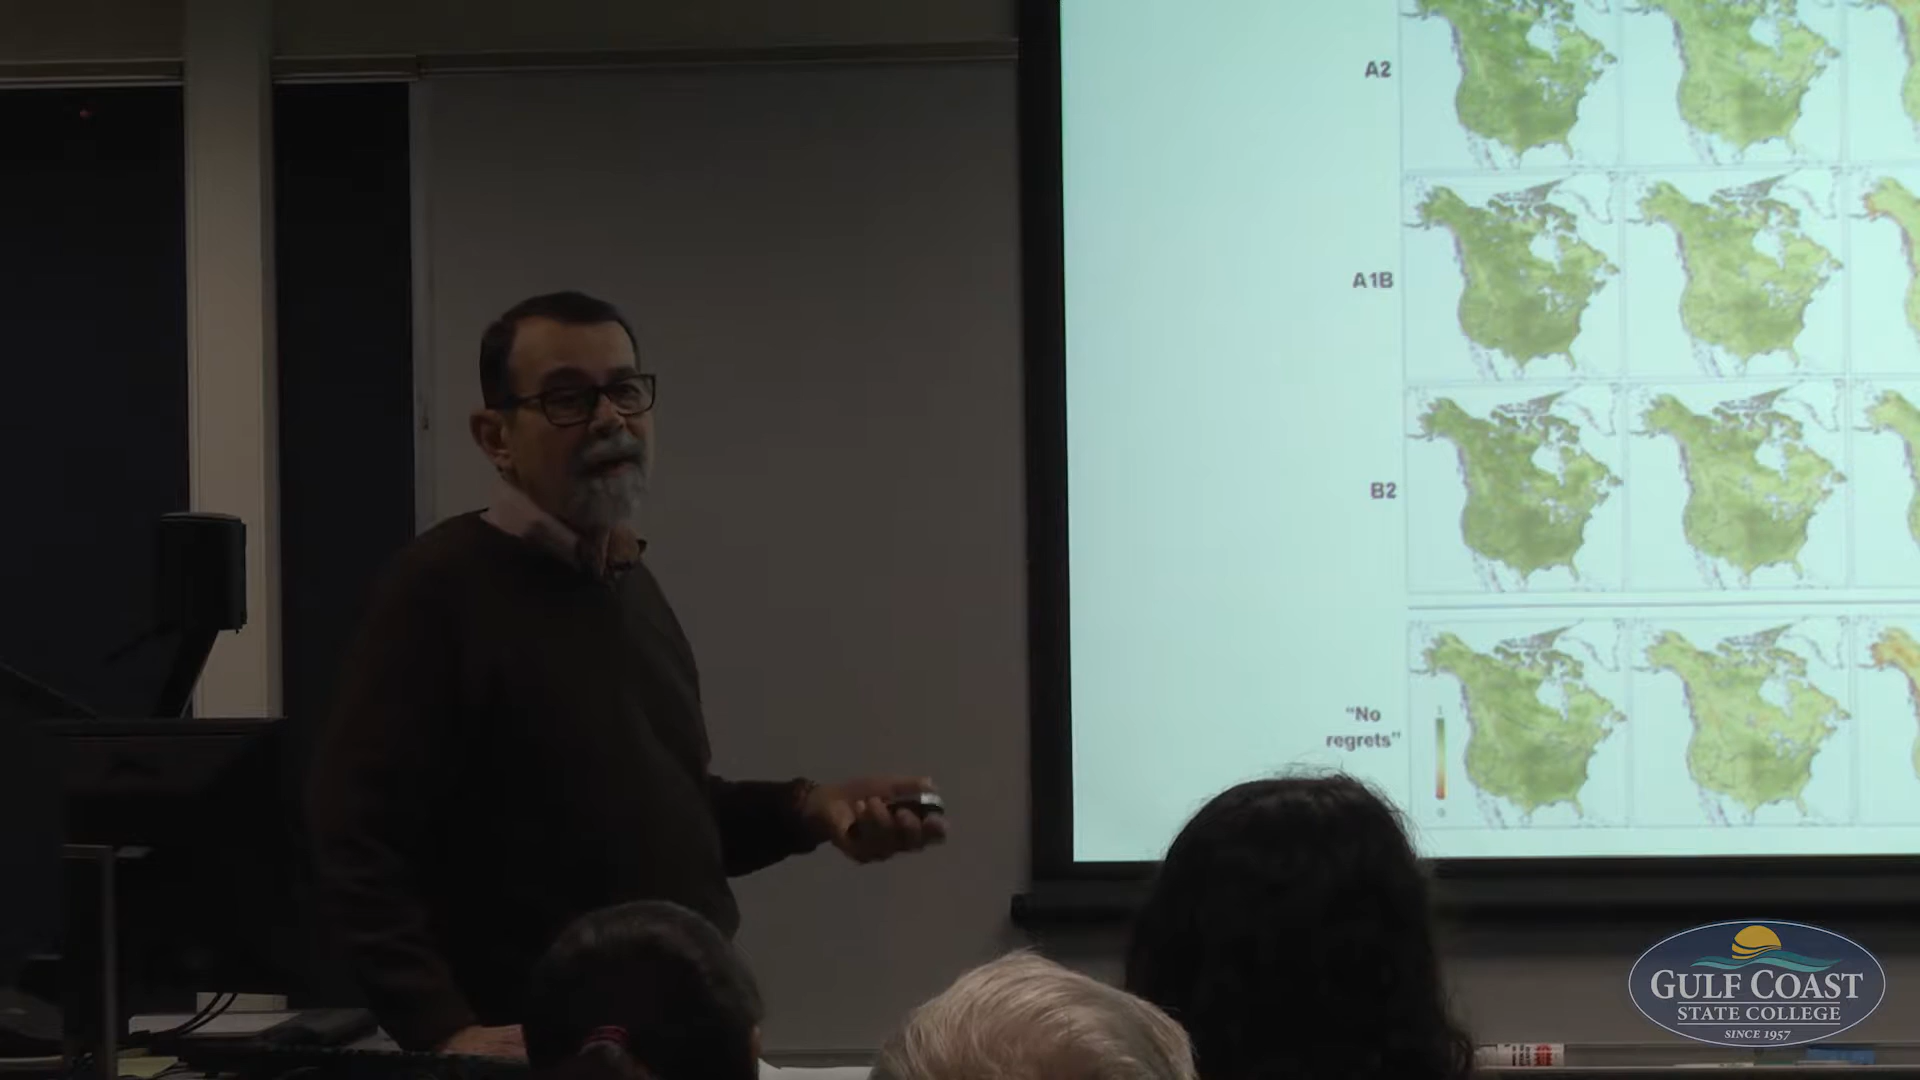 A2
A1B
B2
"No
regrets"
GULF COAST
STATE COLLEGE
SINCE 1957